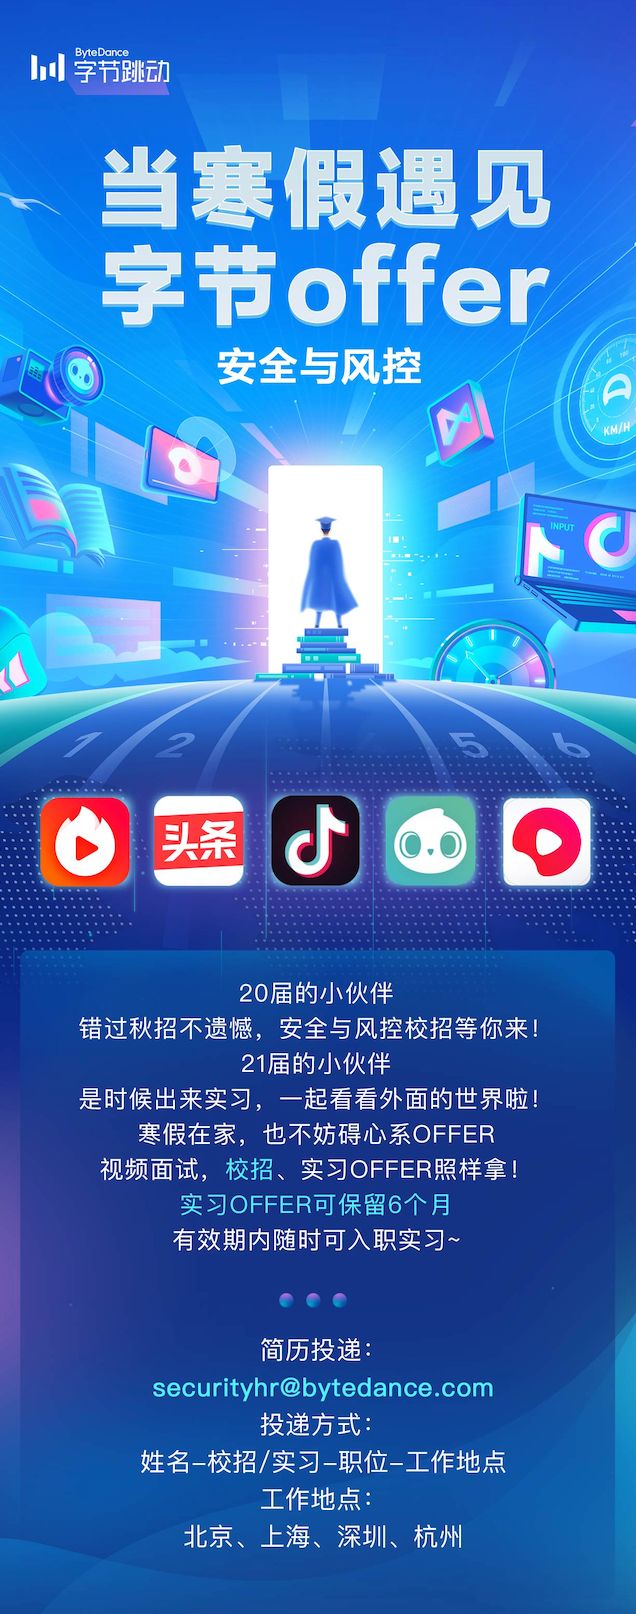 ByteDance
字节跳动
当寒假遇见
字节offer
安全与风控
KM/H
INPUT
1 2 5 6
头条
20届的小伙伴
错过秋招不遗憾，安全与风控校招等你来！
21届的小伙伴
是时候出来实习，一起看看外面的世界啦！
寒假在家，也不妨碍心系OFFER
视频面试，校招、实习OFFER照样拿！
实习OFFER可保留6个月
有效期内随时可入职实习~
简历投递：
securityhr@bytedance.com
投递方式：
姓名-校招/实习-职位-工作地点
工作地点：
北京、上海、深圳、杭州